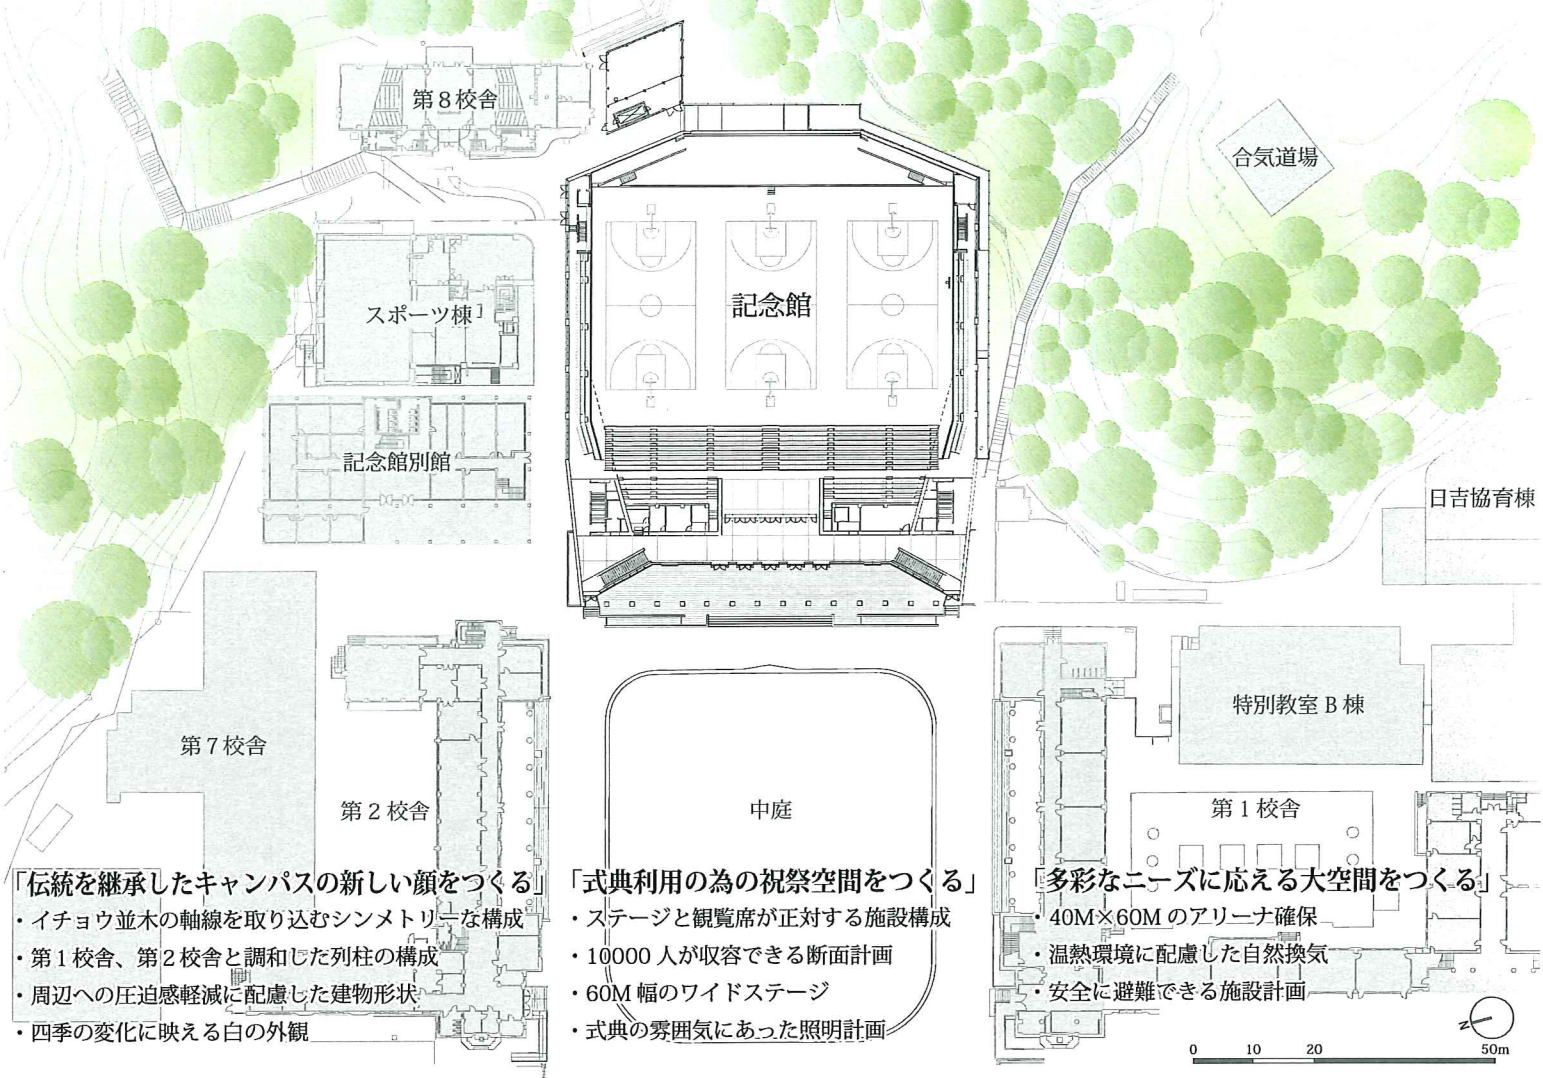 第８校舎
合気道場
スポーツ棟
記念館
記念館別館
日吉協育棟
特別教室 B 棟
第７校舎
第２校舎
中庭
第１校舎
「伝統を継承したキャンパスの新しい顔をつくる」
・イチョウ並木の軸線を取り込むシンメトリーな構成
・第１校舎、第２校舎と調和した列柱の構成
・周辺への圧迫感軽減に配慮した建物形状
・四季の変化に映える白の外観
「式典利用の為の祝祭空間をつくる」
・ステージと観覧席が正対する施設構成
・10000 人が収容できる断面計画
・60M 幅のワイドステージ
・式典の雰囲気にあった照明計画
「多彩なニーズに応える大空間をつくる」
・40M×60M のアリーナ確保
・温熱環境に配慮した自然換気
・安全に避難できる施設計画
N
0 10 20 50m